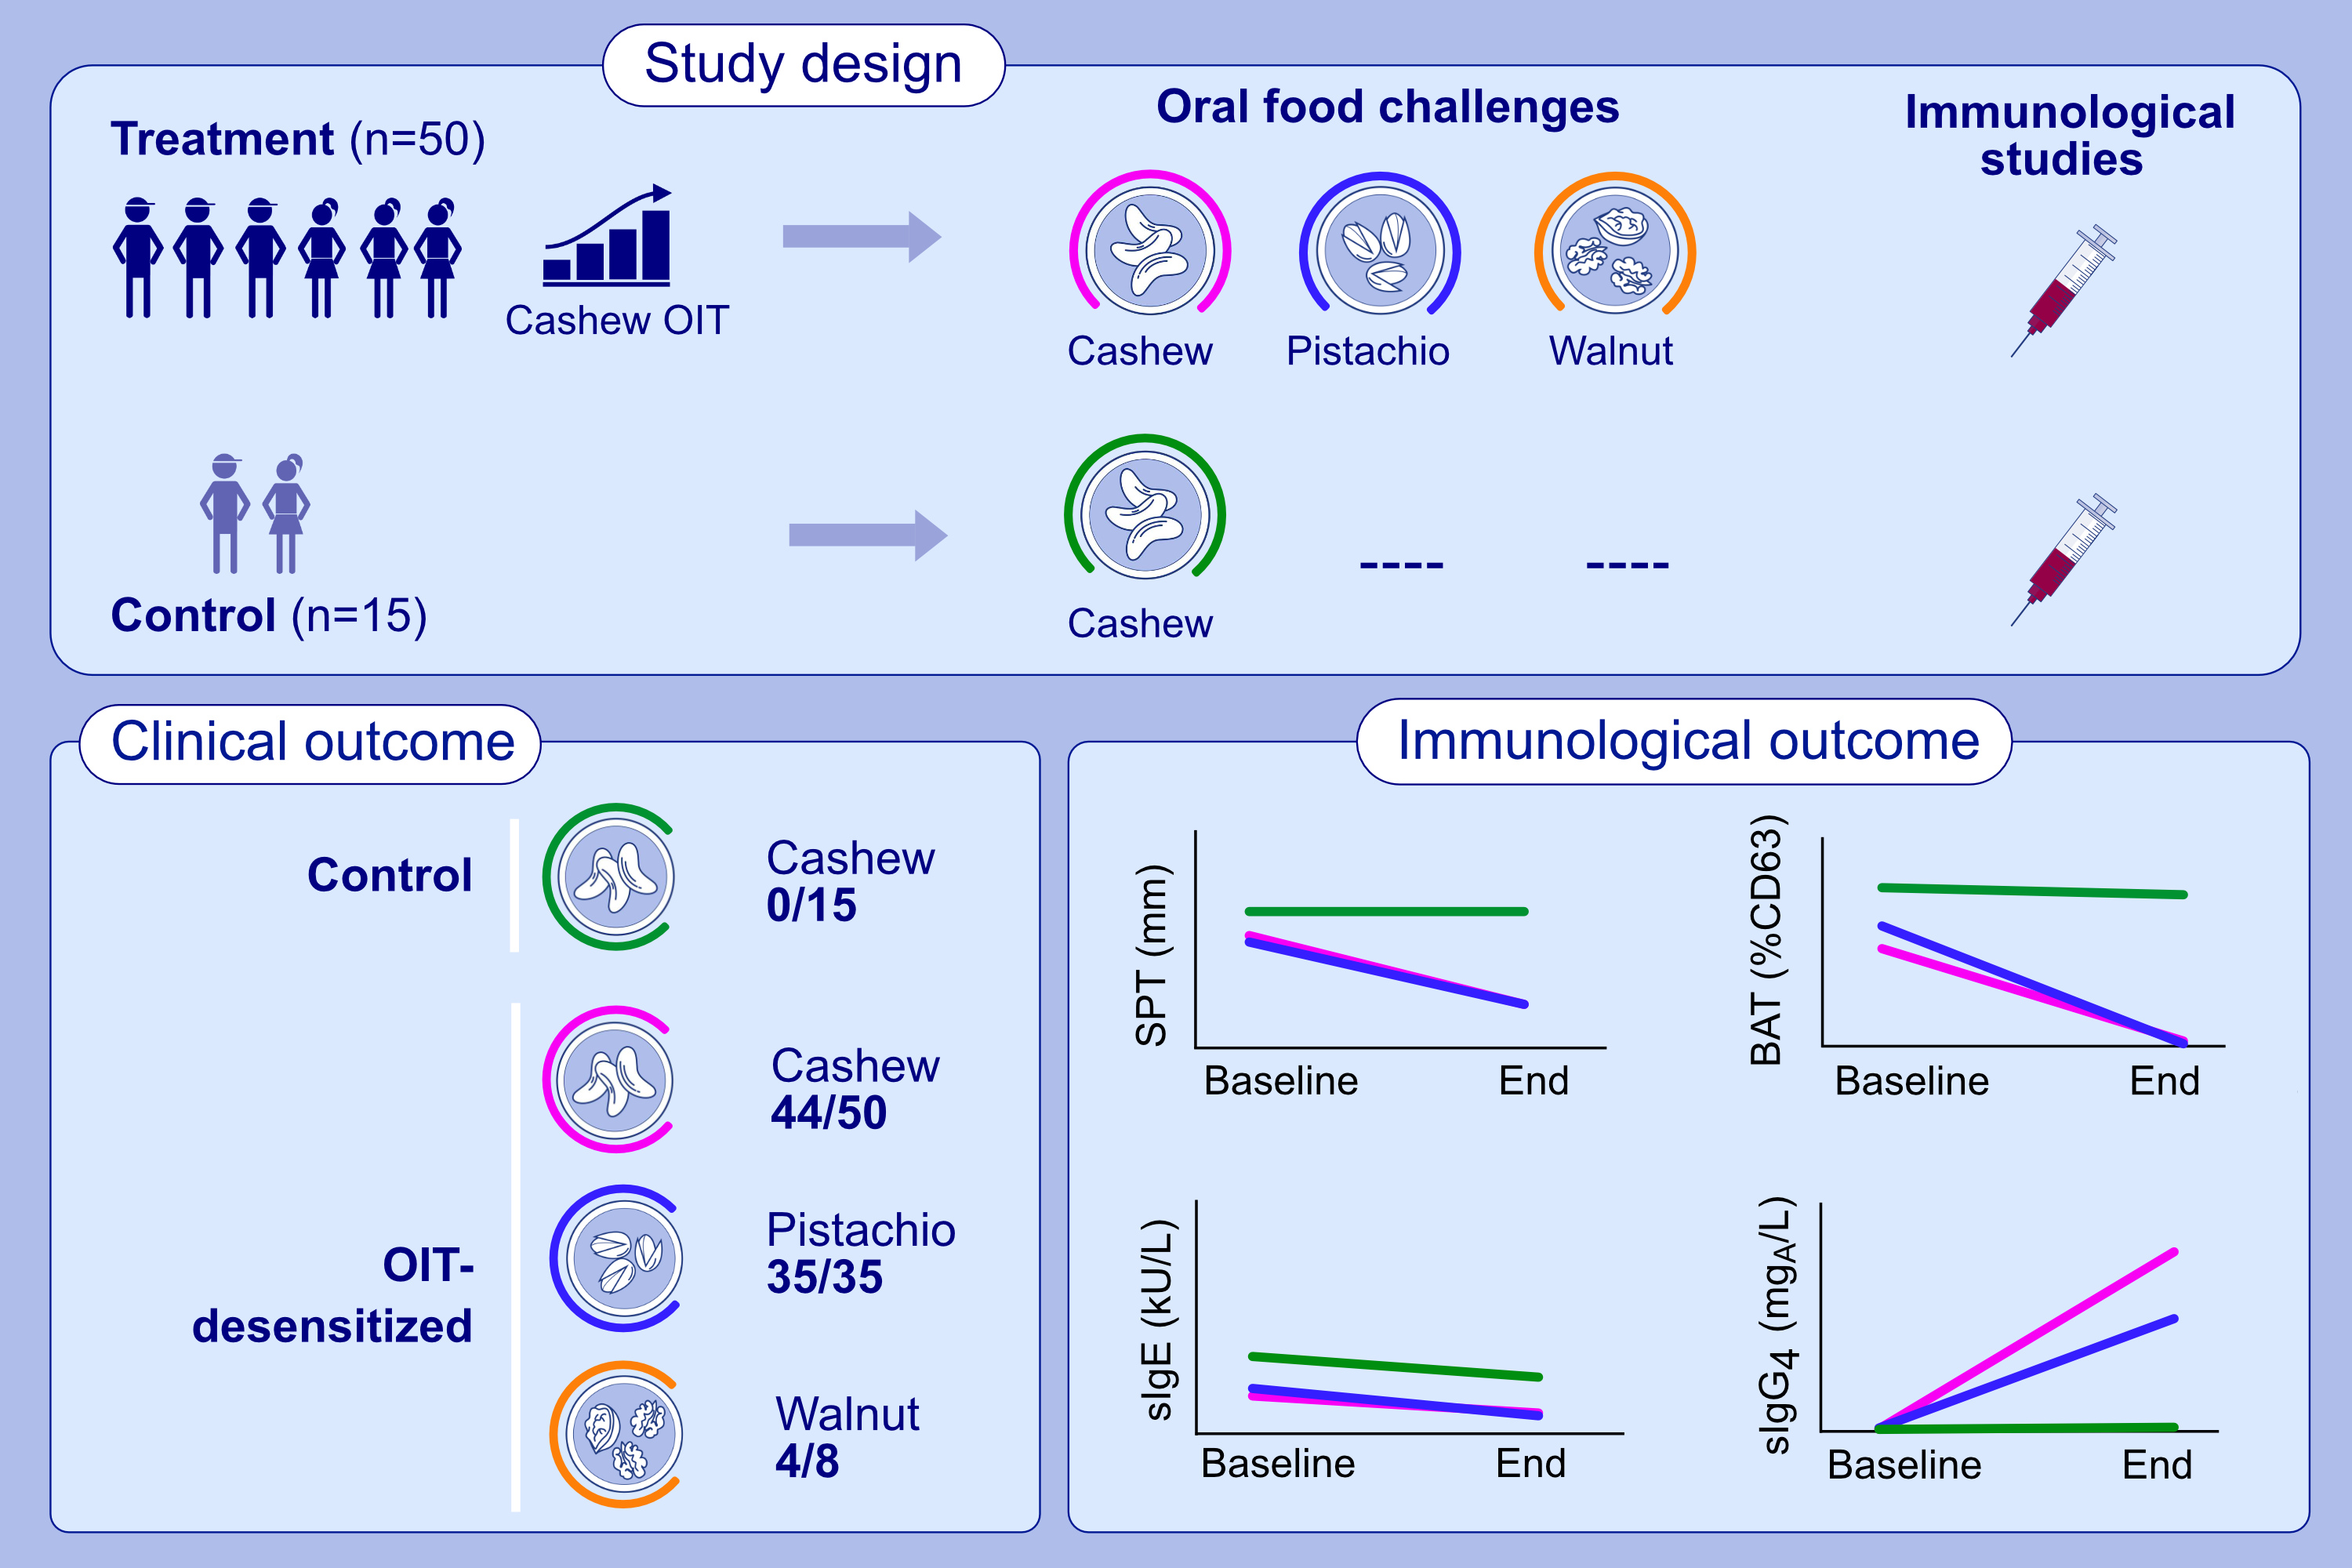 Study design
Treatment (n=50)
Cashew OIT
Oral food challenges
Cashew
Pistachio
Walnut
Immunological
studies
Control (n=15)
Cashew
----
----
Clinical outcome
Control
Cashew
0/15
OIT-
desensitized
Cashew
44/50
Pistachio
35/35
Walnut
4/8
Immunological outcome
SPT (mm)
Baseline
End
BAT (%CD63)
Baseline
End
sIgE (kU/L)
Baseline
End
sIgG4 (mgA/L)
Baseline
End